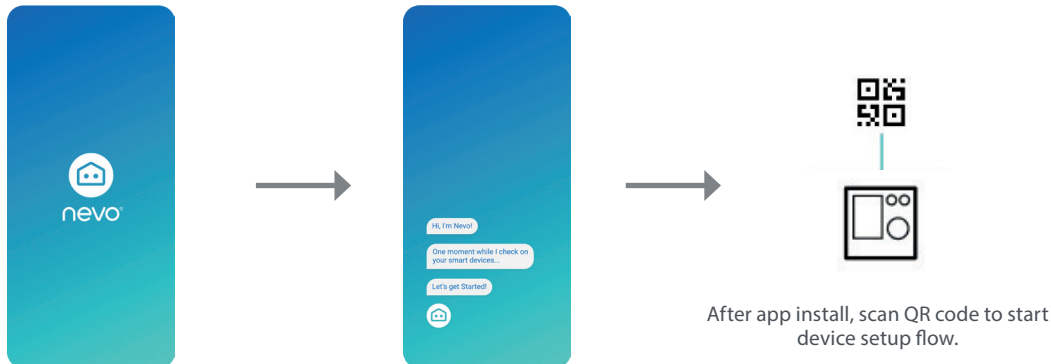 nevo®
Hi, I'm Nevo!
One moment while I check on
your smart devices...
Let's get Started!
After app install, scan QR code to start
device setup flow.